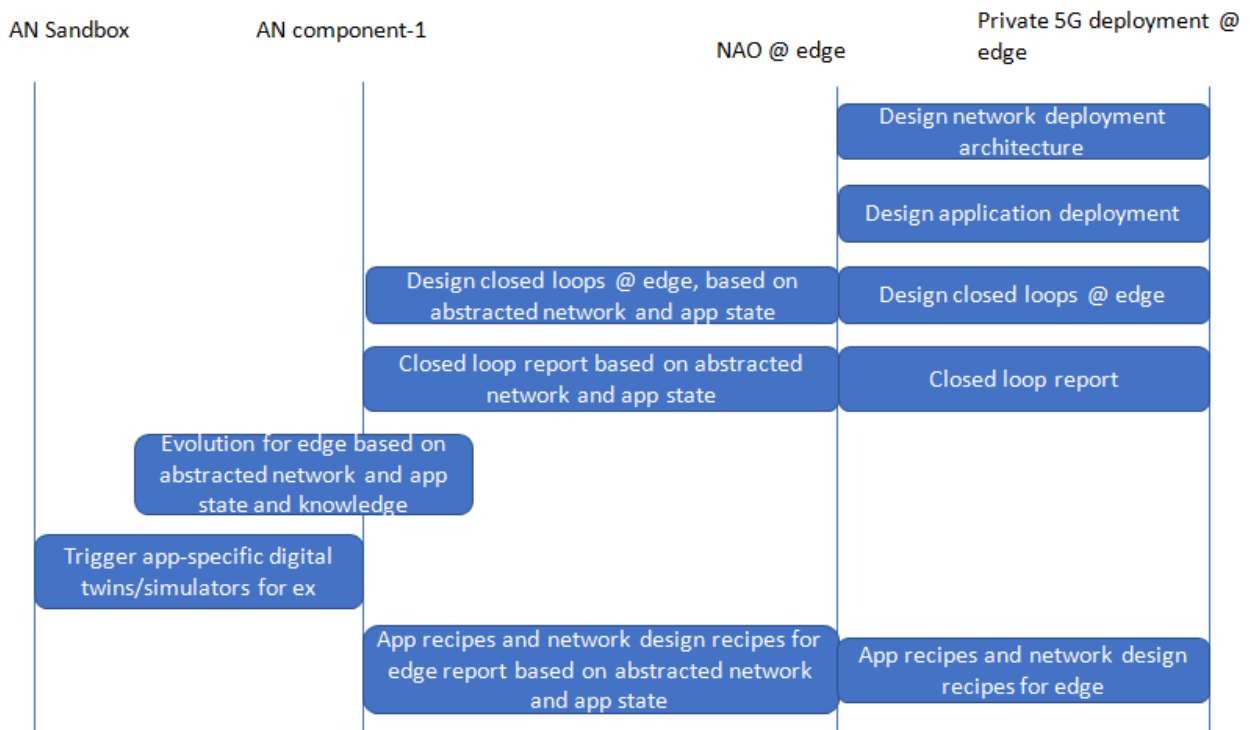 AN Sandbox
AN component-1
NAO @ edge
Private 5G deployment @
edge
Design network deployment
architecture
Design application deployment
Design closed loops @ edge, based on
abstracted network and app state
Design closed loops @ edge
Closed loop report based on abstracted
network and app state
Closed loop report
Evolution for edge based on
abstracted network and app
state and knowledge
Trigger app-specific digital
twins/simulators for ex
App recipes and network design recipes for
edge report based on abstracted network
and app state
App recipes and network design
recipes for edge